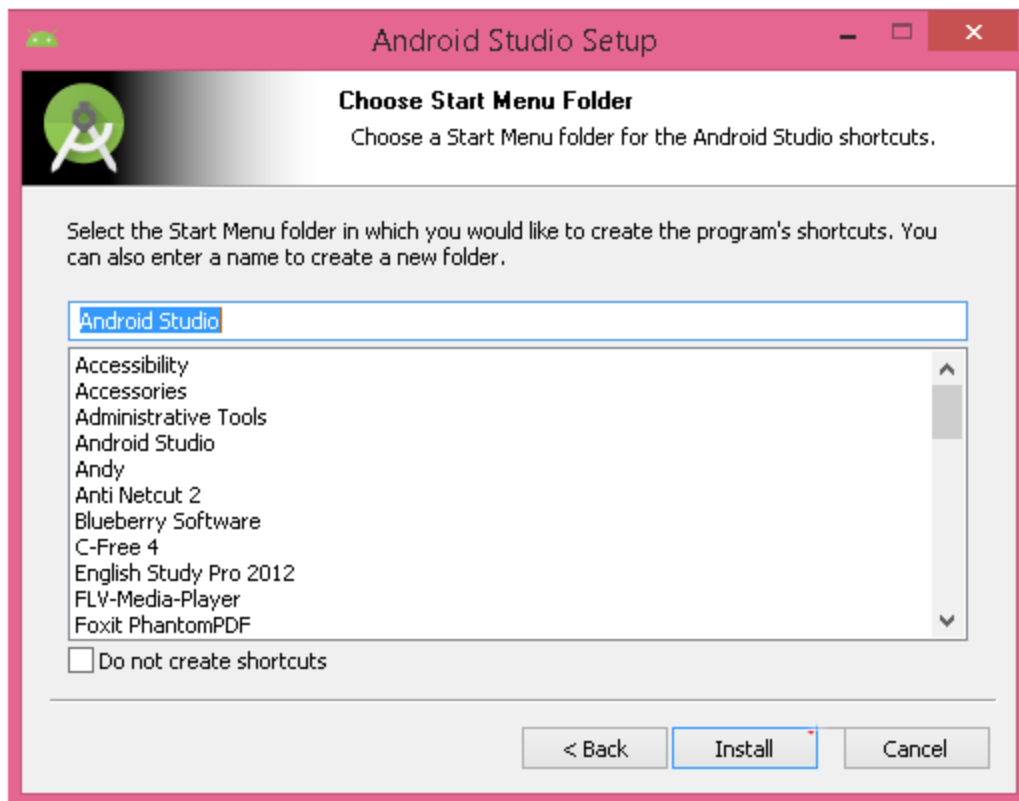 Android Studio Setup
Choose Start Menu Folder
Choose a Start Menu folder for the Android Studio shortcuts.
Select the Start Menu folder in which you would like to create the program's shortcuts. You
can also enter a name to create a new folder.
Android Studio
Accessibility
Accessories
Administrative Tools
Android Studio
Andy
Anti Netcut 2
Blueberry Software
C-Free 4
English Study Pro 2012
FLV-Media-Player
Foxit PhantomPDF
Do not create shortcuts
< Back
Install
Cancel